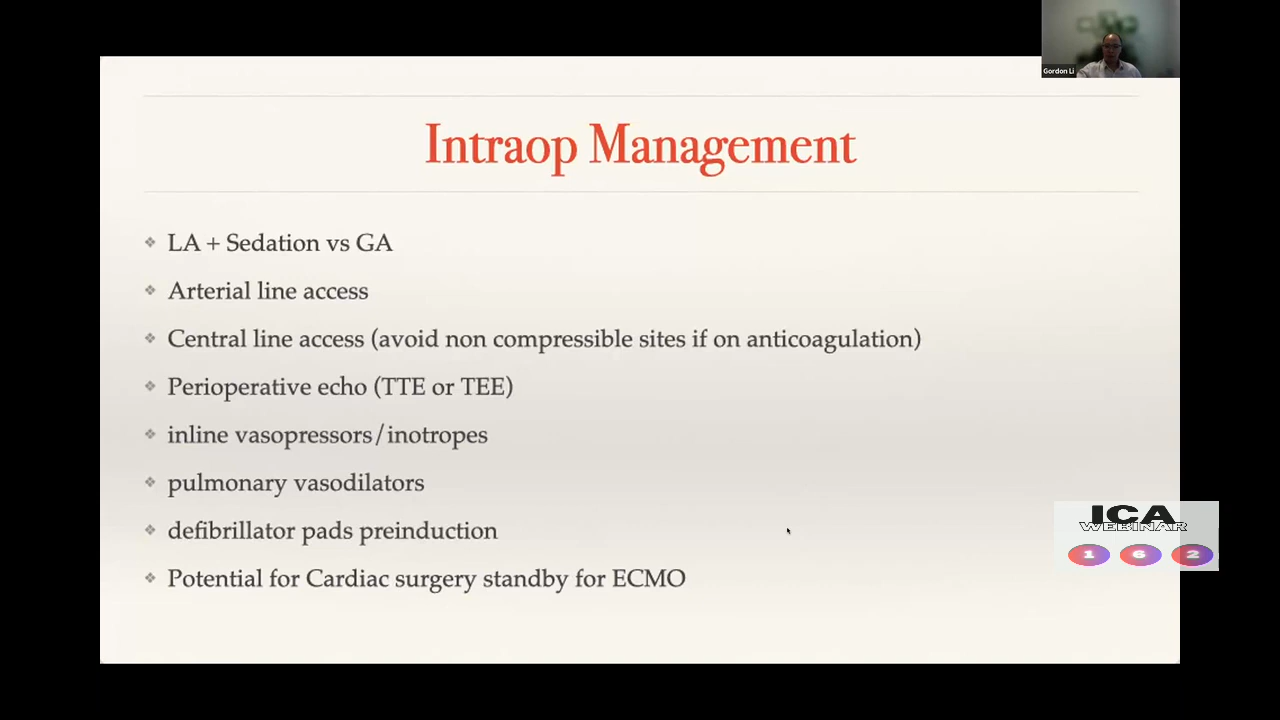 Gordon Li
Intraop Management
LA + Sedation vs GA
Arterial line access
Central line access (avoid non compressible sites if on anticoagulation)
Perioperative echo (TTE or TEE)
inline vasopressors/inotropes
pulmonary vasodilators
defibrillator pads preinduction
Potential for Cardiac surgery standby for ECMO
ICA
WEBINAR
1 6 2